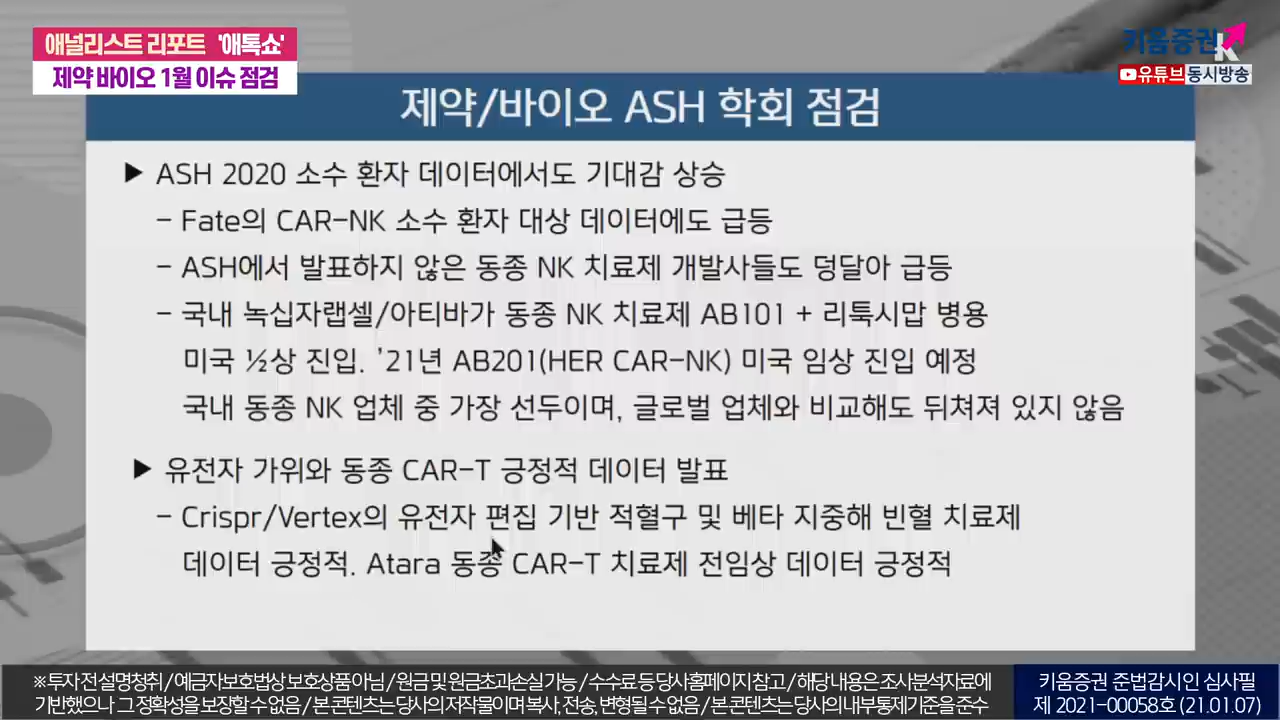 애널리스트 리포트 '애톡쇼'
제약 바이오 1월 이슈 점검
키움증권
유튜브동시방송
제약/바이오 ASH 학회 점검
▶ ASH 2020 소수 환자 데이터에서도 기대감 상승
– Fate의 CAR–NK 소수 환자 대상 데이터에도 급등
– ASH에서 발표하지 않은 동종 NK 치료제 개발사들도 덩달아 급등
– 국내 녹십자랩셀/아티바가 동종 NK 치료제 AB101 + 리툭시맙 병용
미국 ½상 진입. ’21년 AB201(HER CAR–NK) 미국 임상 진입 예정
국내 동종 NK 업체 중 가장 선두이며, 글로벌 업체와 비교해도 뒤쳐져 있지 않음
▶ 유전자 가위와 동종 CAR–T 긍정적 데이터 발표
– Crispr/Vertex의 유전자 편집 기반 적혈구 및 베타 지중해 빈혈 치료제
데이터 긍정적. Atara 동종 CAR–T 치료제 전임상 데이터 긍정적
※ 투자 전 설명청취 / 예금자보호법상 보호상품 아님 / 원금 및 원금초과손실 가능 / 수수료 등 당사홈페이지 참고 / 해당 내용은 조사분석자료에
기반했으나 그 정확성을 보장할 수 없음 / 본 콘텐츠는 당사의 저작물이며 복사, 전송, 변형될 수 없음 / 본 콘텐츠는 당사의 내부통제기준을 준수
키움증권 준법감시인 심사필
제 2021-00058호 (21.01.07)